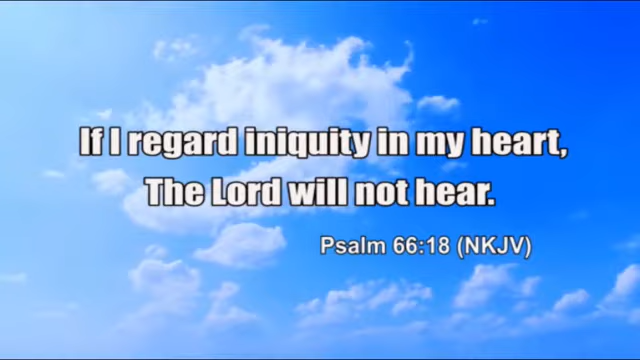 If I regard iniquity in my heart,
The Lord will not hear.
Psalm 66:18 (NKJV)